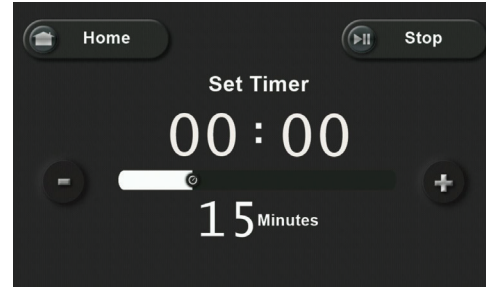 Home
Stop
Set Timer
00:00
-
+
15 Minutes